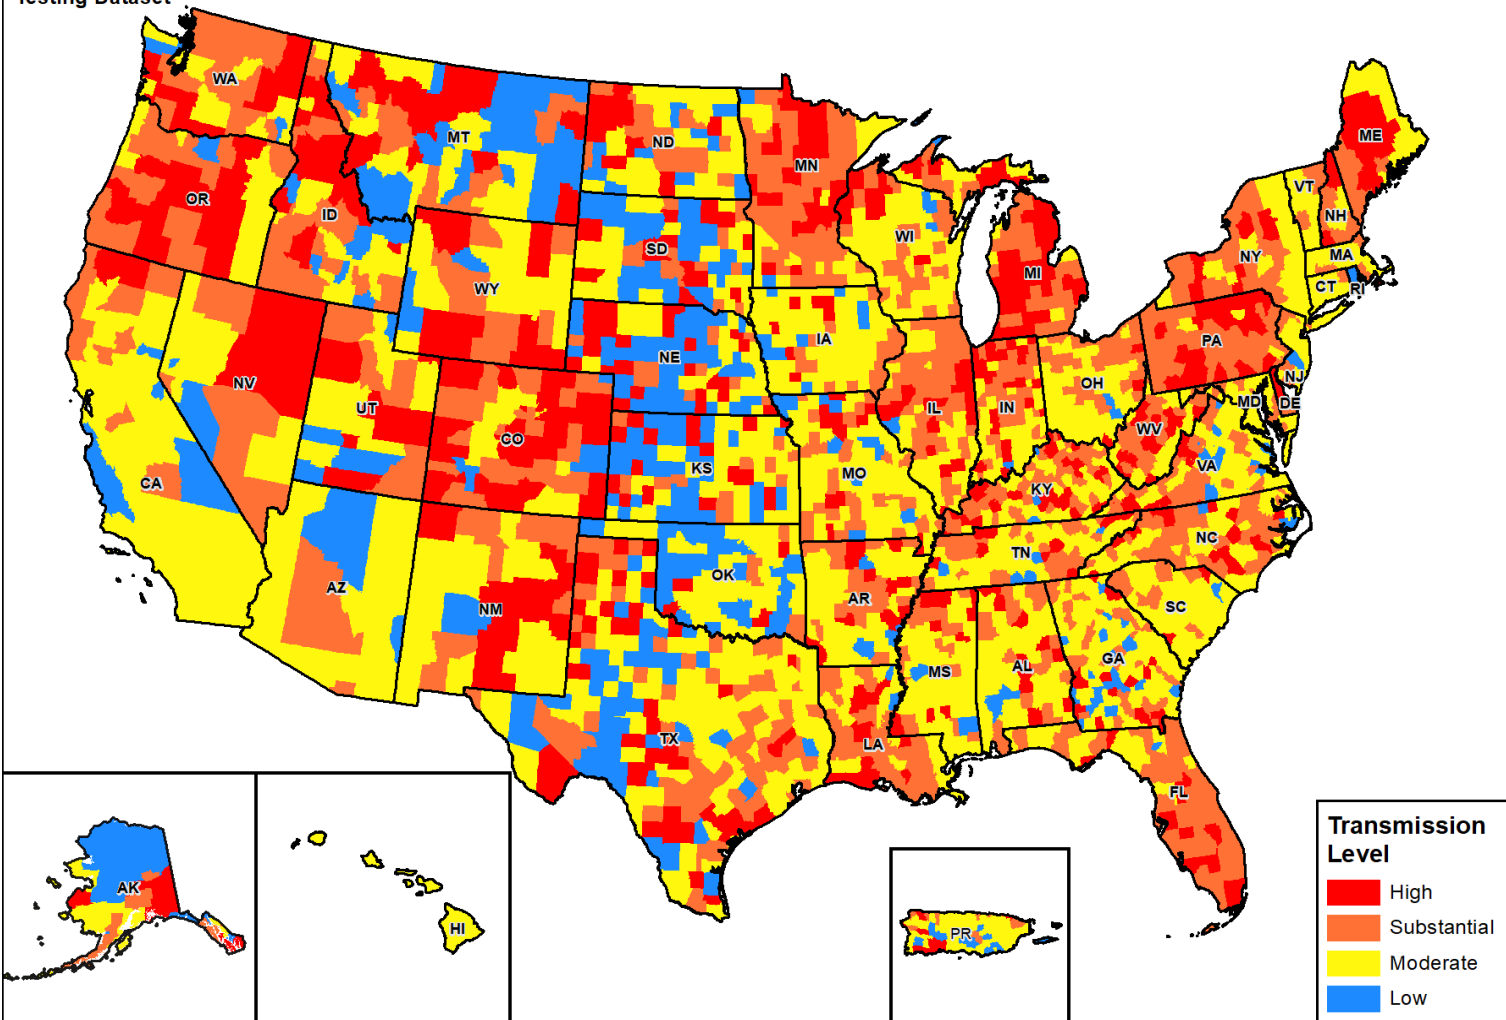 Testing Dataset
WA
MT
ND
MN
ME
OR
ID
SD
WI
VT
NH
NY
MA
WY
MI
CT
RI
IA
PA
NE
NV
UT
OH
NJ
CO
IL
IN
MD
DE
WV
CA
KS
MO
VA
KY
NC
AZ
OK
TN
NM
AR
SC
MS
AL
GA
TX
LA
FL
AK
HI
PR
Transmission
Level
High
Substantial
Moderate
Low